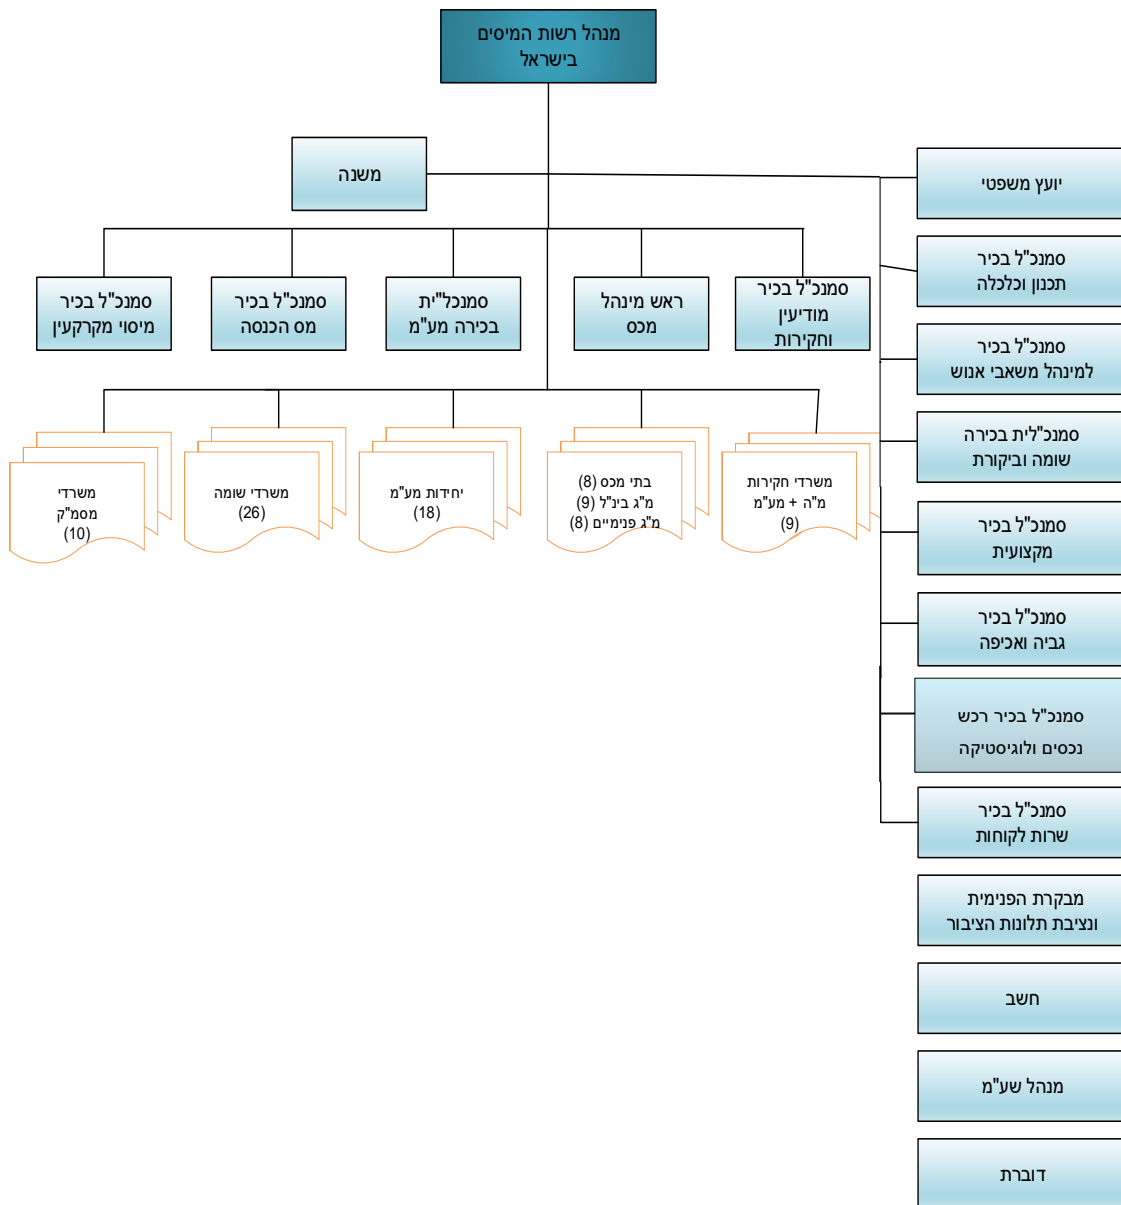 מנהל רשות המיסים
בישראל
משנה
יועץ משפטי
סמנכ"ל בכיר
תכנון וכלכלה
סמנכ"ל בכיר
למינהל משאבי אנוש
סמנכ"לית בכירה
שומה וביקורת
סמנכ"ל בכיר
מקצועית
סמנכ"ל בכיר
גביה ואכיפה
סמנכ"ל בכיר רכש
נכסים ולוגיסטיקה
סמנכ"ל בכיר
שרות לקוחות
מבקרת הפנימית
ונציבת תלונות הציבור
חשב
מנהל שע"מ
דוברת
סמנכ"ל בכיר
מודיעין
וחקירות
ראש מינהל
מכס
סמנכל"ית
בכירה מע"מ
סמנכ"ל בכיר
מס הכנסה
סמנכ"ל בכיר
מיסוי מקרקעין
משרדי חקירות
מ"ה + מע"מ
(9)
בתי מכס (8)
מ"ג בינ"ל (9)
מ"ג פנימיים (8)
יחידות מע"מ
(18)
משרדי שומה
(26)
משרדי
מסמ"ק
(10)